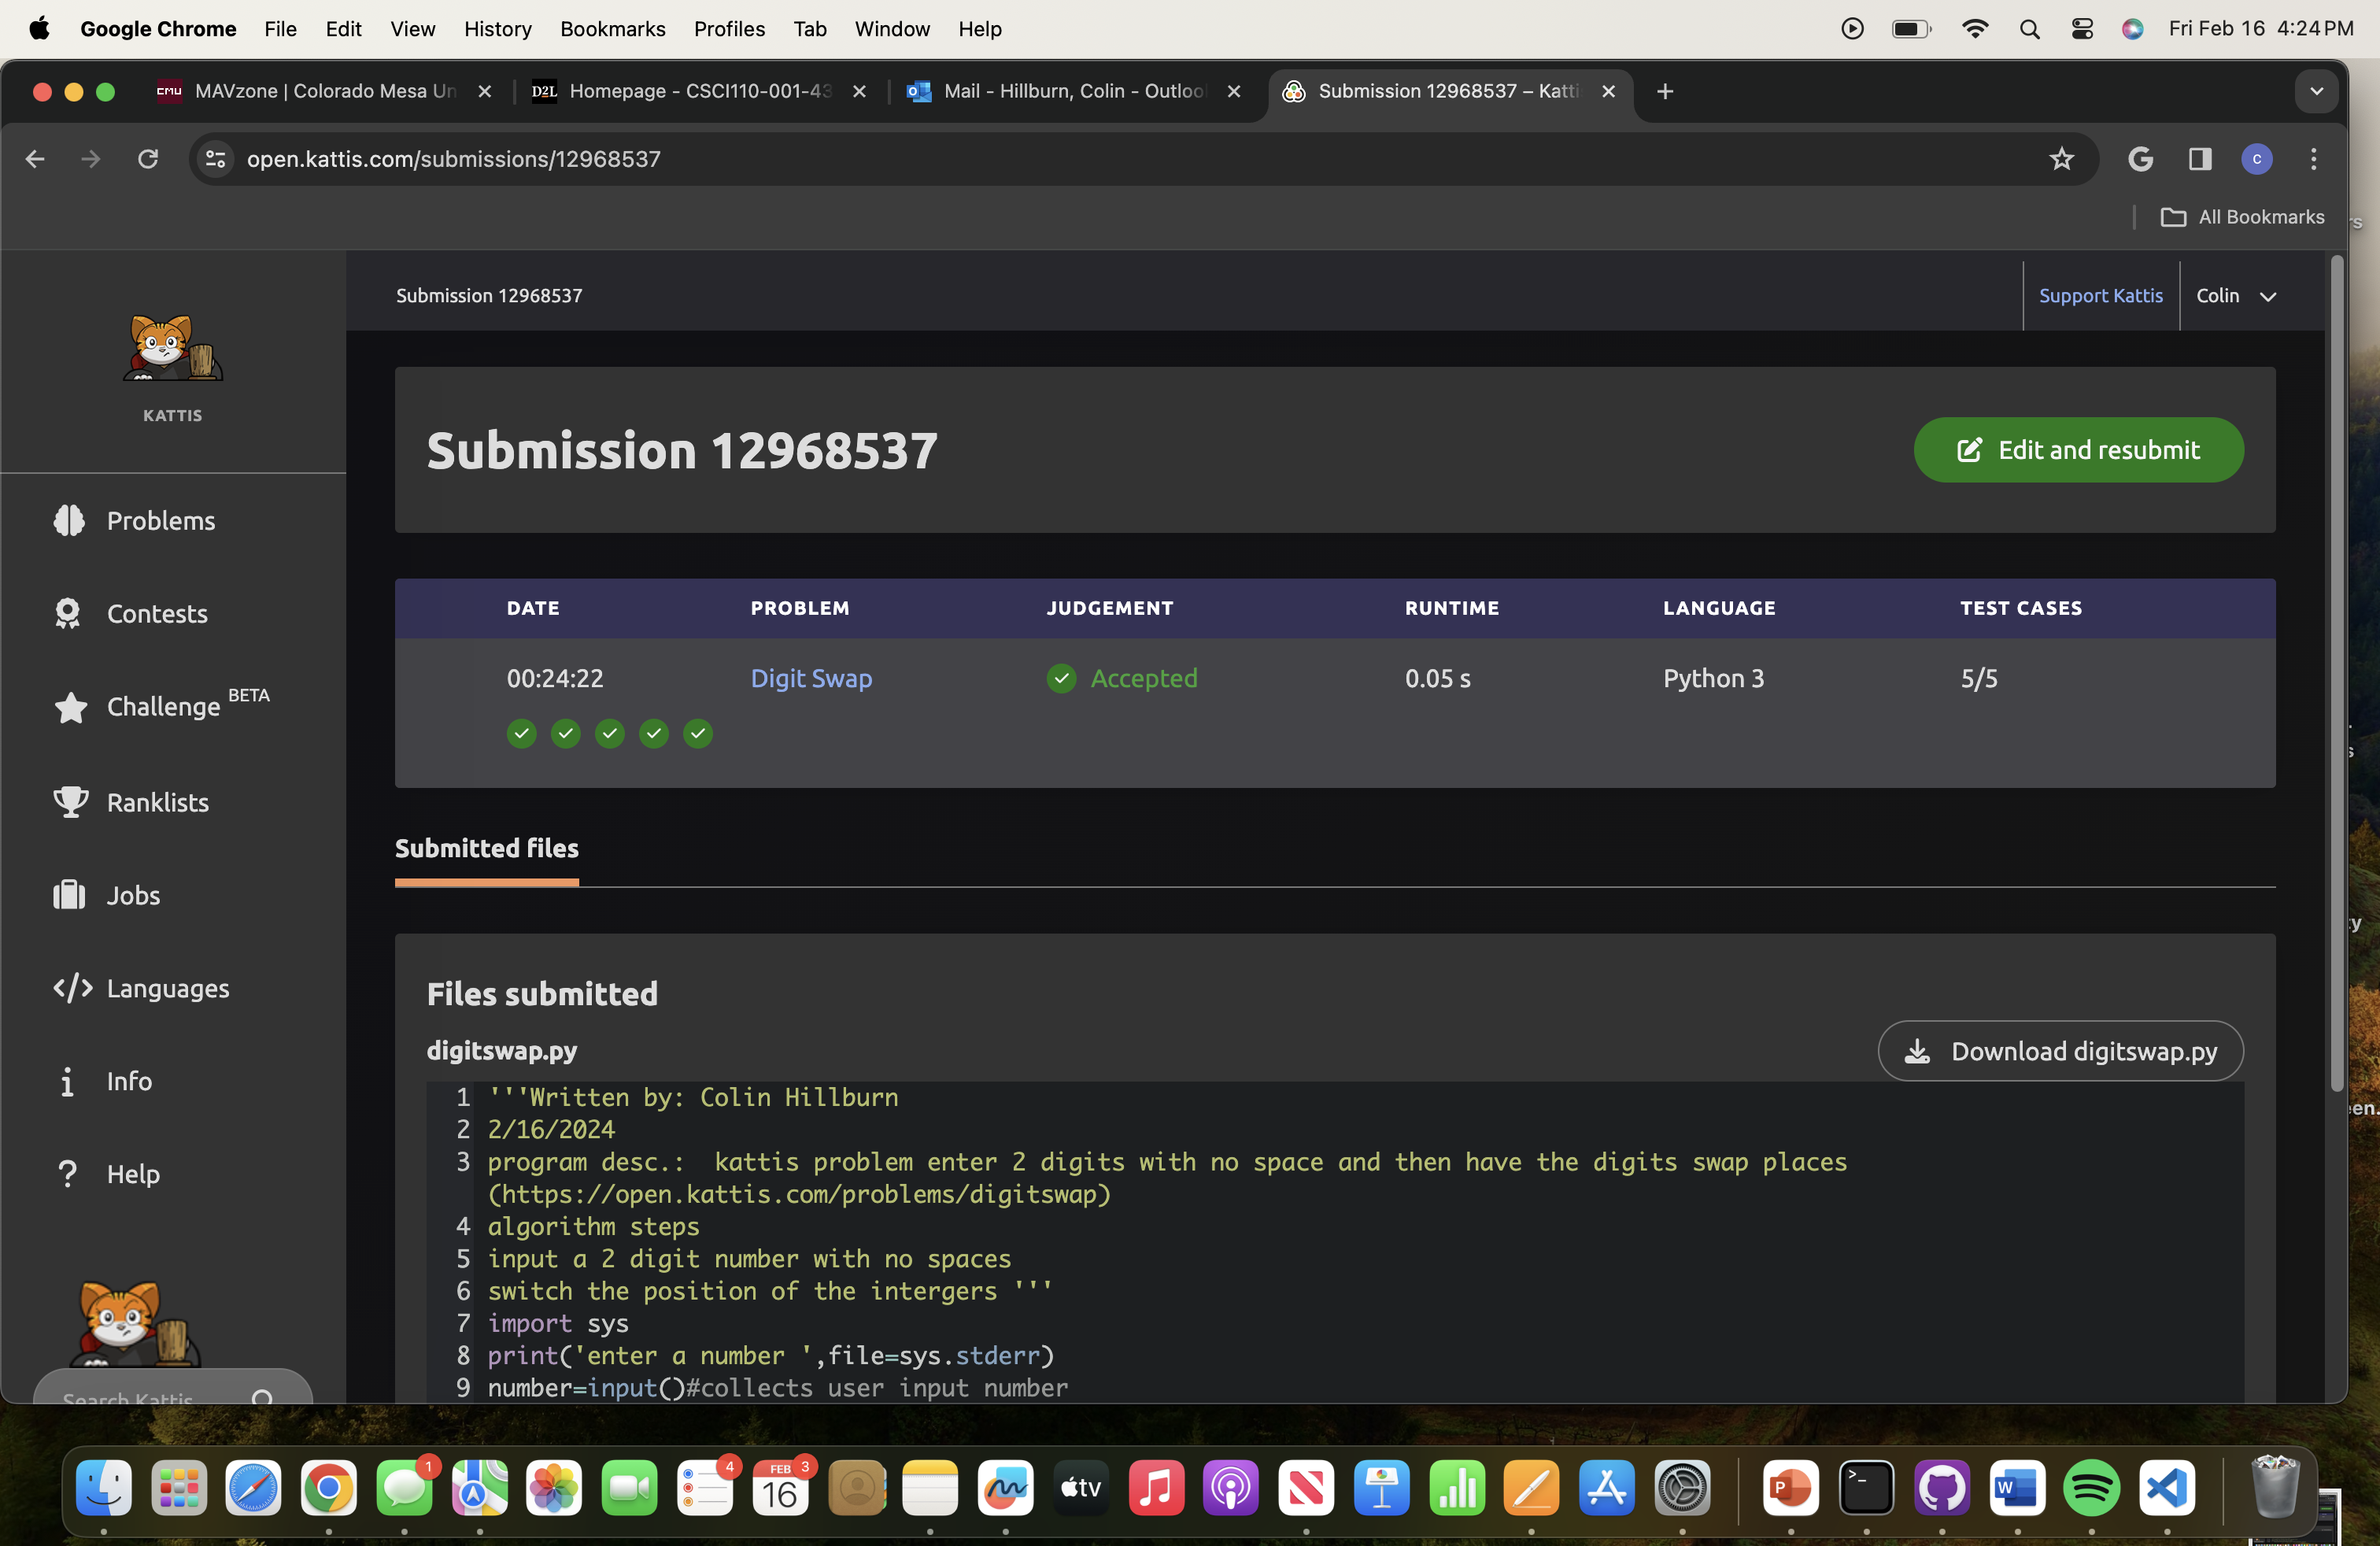 Google Chrome File Edit View History Bookmarks Profiles Tab Window Help Fri Feb 16 4:24 PM
MAVzone | Colorado Mesa Un D2L Homepage - CSCI110-001-43 Mail - Hillburn, Colin - Outloo Submission 12968537 – Katti
open.kattis.com/submissions/12968537
All Bookmarks
Submission 12968537 Support Kattis Colin
KATTIS
Submission 12968537 Edit and resubmit
Problems
Contests
Challenge BETA
Ranklists
Jobs
Languages
Info
Help
Search Kattis
DATE PROBLEM JUDGEMENT RUNTIME LANGUAGE TEST CASES
00:24:22 Digit Swap Accepted 0.05 s Python 3 5/5
Submitted files
Files submitted
digitswap.py Download digitswap.py
1 '''Written by: Colin Hillburn
2 2/16/2024
3 program desc.:  kattis problem enter 2 digits with no space and then have the digits swap places
(https://open.kattis.com/problems/digitswap)
4 algorithm steps
5 input a 2 digit number with no spaces
6 switch the position of the intergers '''
7 import sys
8 print('enter a number ',file=sys.stderr)
9 number=input()#collects user input number
1 4 FEB 16 3 tv